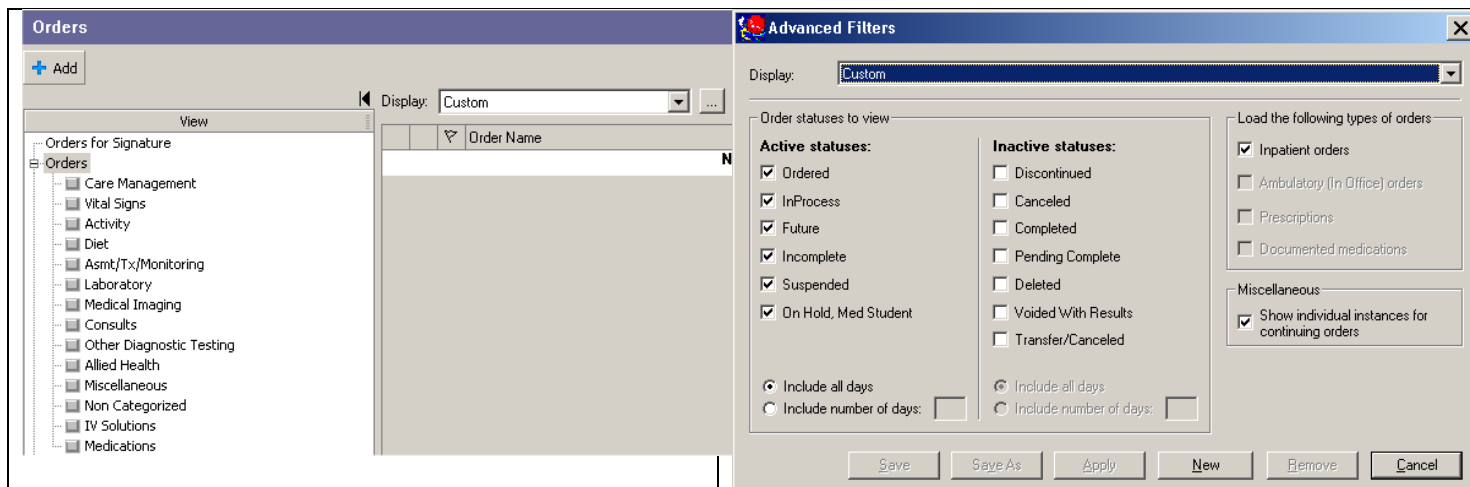 Orders
Add
Display: Custom ...
View
Order Name
N
Orders for Signature
Orders
Care Management
Vital Signs
Activity
Diet
Asmt/Tx/Monitoring
Laboratory
Medical Imaging
Consults
Other Diagnostic Testing
Allied Health
Miscellaneous
Non Categorized
IV Solutions
Medications
Advanced Filters
Display: Custom
Order statuses to view
Active statuses:
Ordered
InProcess
Future
Incomplete
Suspended
On Hold, Med Student
Include all days
Include number of days:
Inactive statuses:
Discontinued
Canceled
Completed
Pending Complete
Deleted
Voided With Results
Transfer/Canceled
Include all days
Include number of days:
Load the following types of orders
Inpatient orders
Ambulatory (In Office) orders
Prescriptions
Documented medications
Miscellaneous
Show individual instances for
continuing orders
Save Save As Apply New Remove Cancel